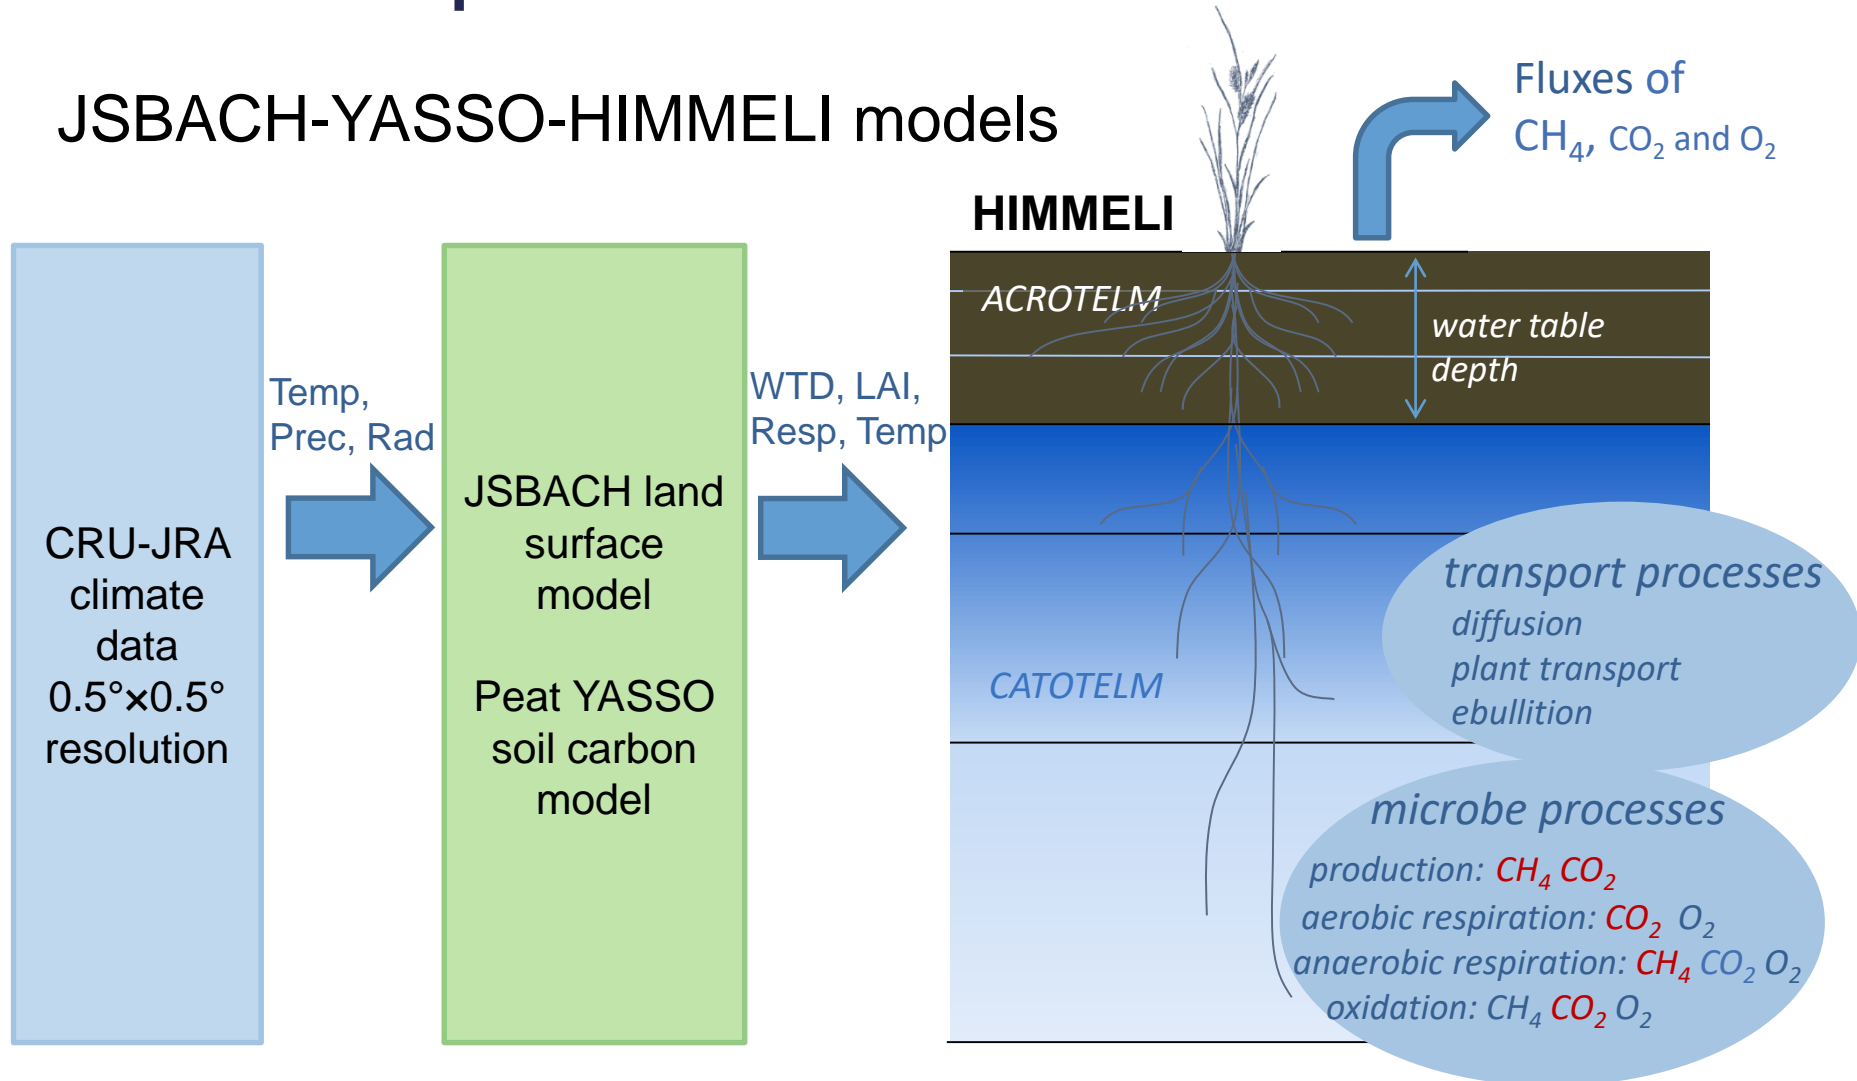 JSBACH-YASSO-HIMMELI models
Fluxes of
CH₄, CO₂ and O₂
HIMMELI
CRU-JRA
climate
data
0.5°×0.5°
resolution
Temp,
Prec, Rad
JSBACH land
surface
model
Peat YASSO
soil carbon
model
WTD, LAI,
Resp, Temp
ACROTELM
water table
depth
CATOTELM
transport processes
diffusion
plant transport
ebullition
microbe processes
production: CH₄ CO₂
aerobic respiration: CO₂ O₂
anaerobic respiration: CH₄ CO₂ O₂
oxidation: CH₄ CO₂ O₂